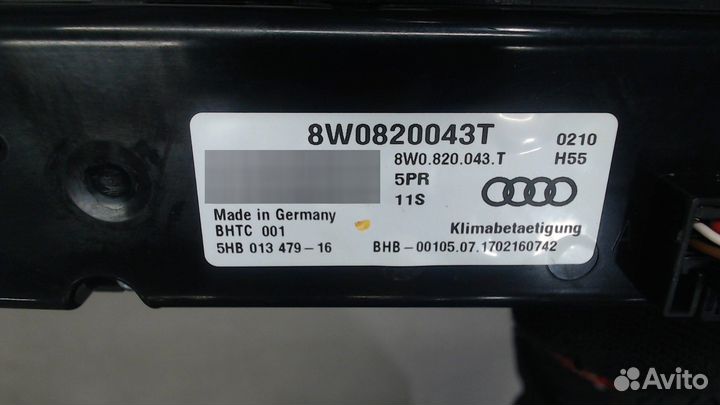 8W0820043T
0210
8W0.820.043.T
H55
5PR
11S
Made in Germany
BHTC 001
Klimabetaetigung
5HB 013 479-16
BHB-00105.07.1702160742
Avito